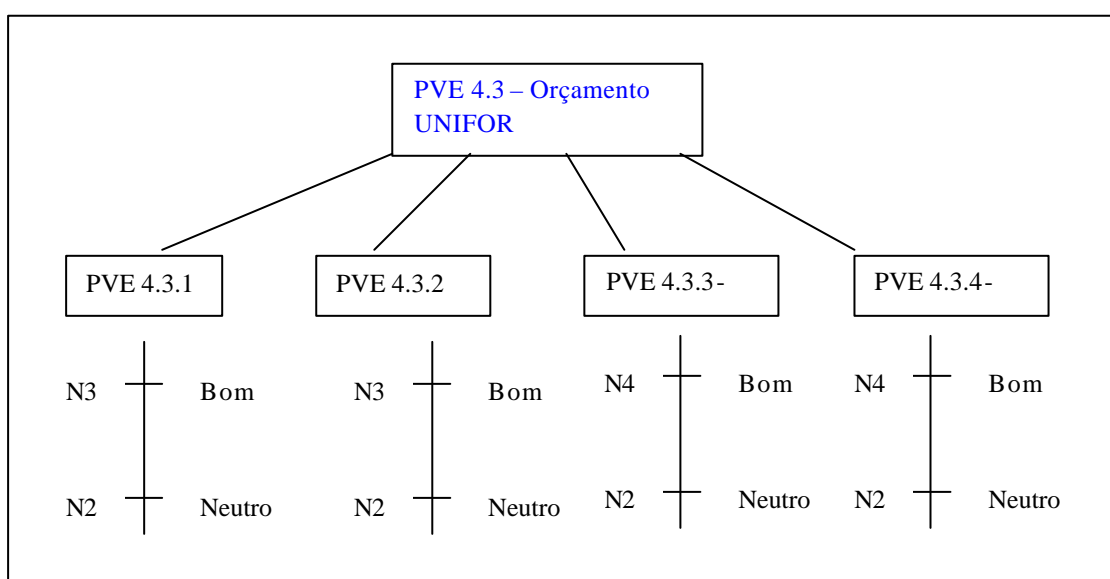 PVE 4.3 – Orçamento
UNIFOR
PVE 4.3.1
PVE 4.3.2
PVE 4.3.3-
PVE 4.3.4-
N3 Bom
N3 Bom
N4 Bom
N4 Bom
N2 Neutro
N2 Neutro
N2 Neutro
N2 Neutro